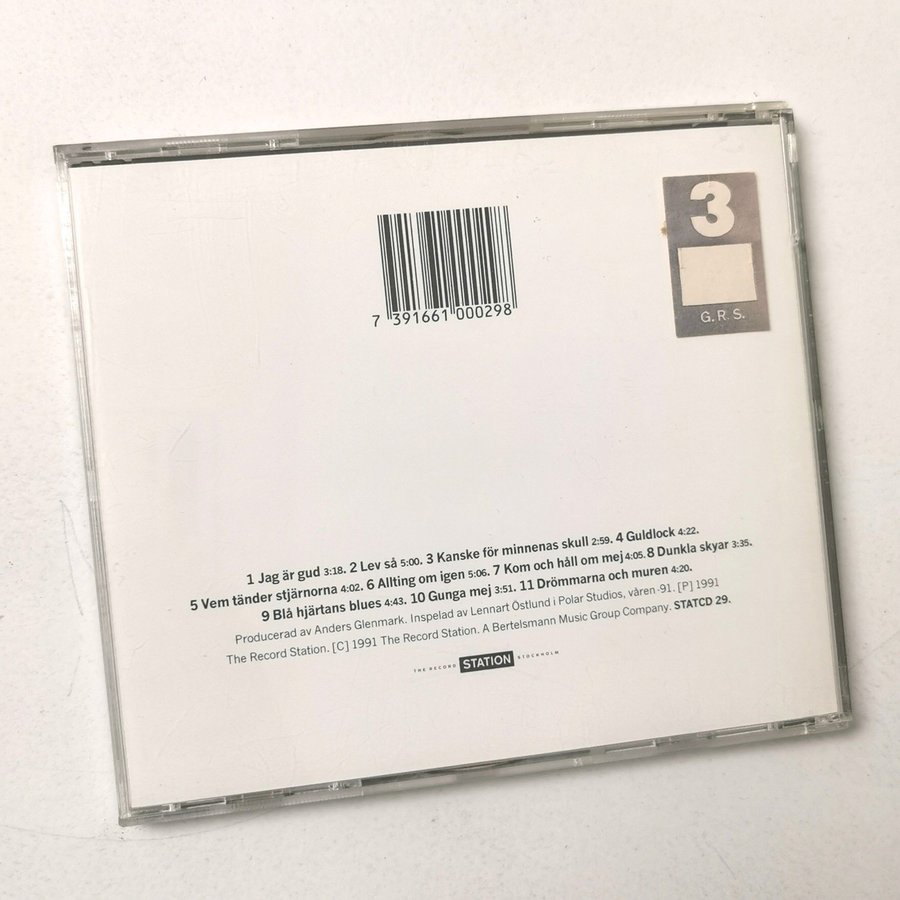 3
G.R.S.
7 391661 000298
1 Jag är gud 3:18. 2 Lev så 5:00. 3 Kanske för minnenas skull 2:59. 4 Guldlock 4:22.
5 Vem tänder stjärnorna 4:02. 6 Allting om igen 5:06. 7 Kom och håll om mej 4:05. 8 Dunkla skyar 3:35.
9 Blå hjärtans blues 4:43. 10 Gunga mej 3:51. 11 Drömmarna och muren 4:20.
Producerad av Anders Glenmark. Inspelad av Lennart Östlund i Polar Studios, våren -91. [P] 1991
The Record Station. [C] 1991 The Record Station. A Bertelsmann Music Group Company. STATCD 29.
THE RECORD STATION STOCKHOLM